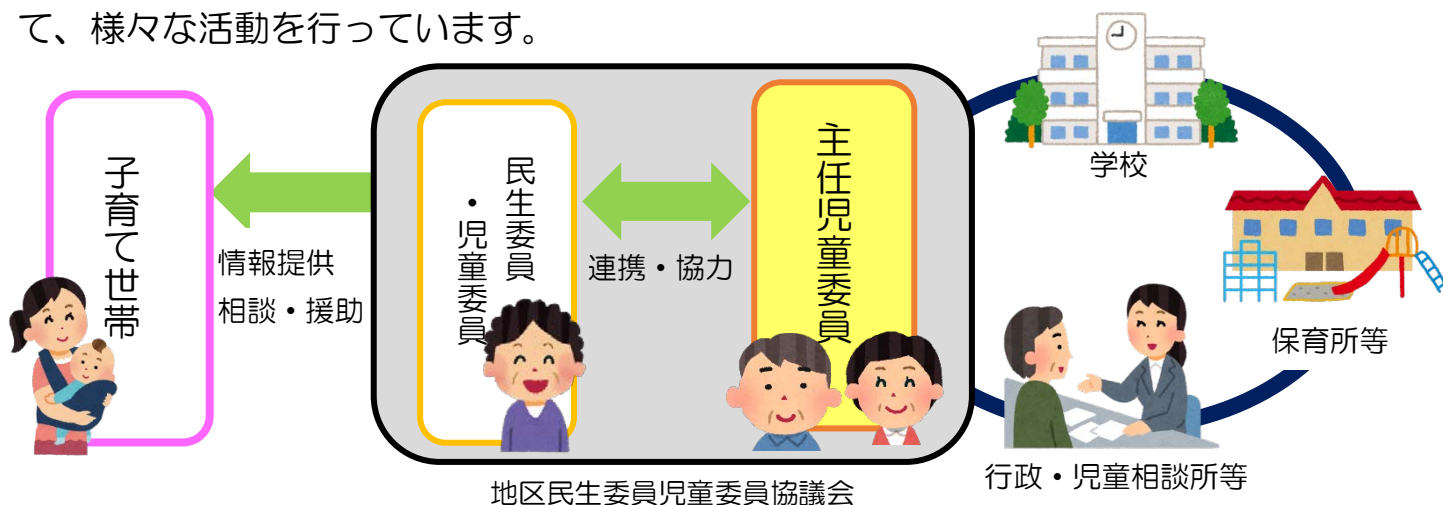 て、様々な活動を行っています。
子育て世帯
情報提供
相談・援助
民生委員
・児童委員
連携・協力
主任児童委員
地区民生委員児童委員協議会
学校
保育所等
行政・児童相談所等